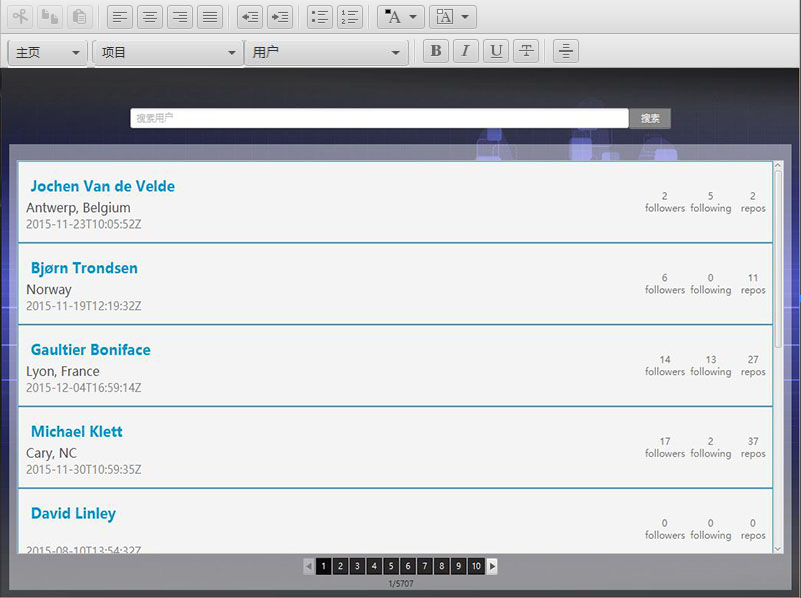 A A
主页 项目 用户 B I U T
搜索用户 搜索
Jochen Van de Velde
Antwerp, Belgium
2015-11-23T10:05:52Z
2 5 2
followers following repos
Bjørn Trondsen
Norway
2015-11-19T12:19:32Z
6 0 11
followers following repos
Gaultier Boniface
Lyon, France
2015-12-04T16:59:14Z
14 13 27
followers following repos
Michael Klett
Cary, NC
2015-11-30T10:59:35Z
17 2 37
followers following repos
David Linley
2015-08-10T13:54:32Z
0 0 0
followers following repos
1 2 3 4 5 6 7 8 9 10
1/5707